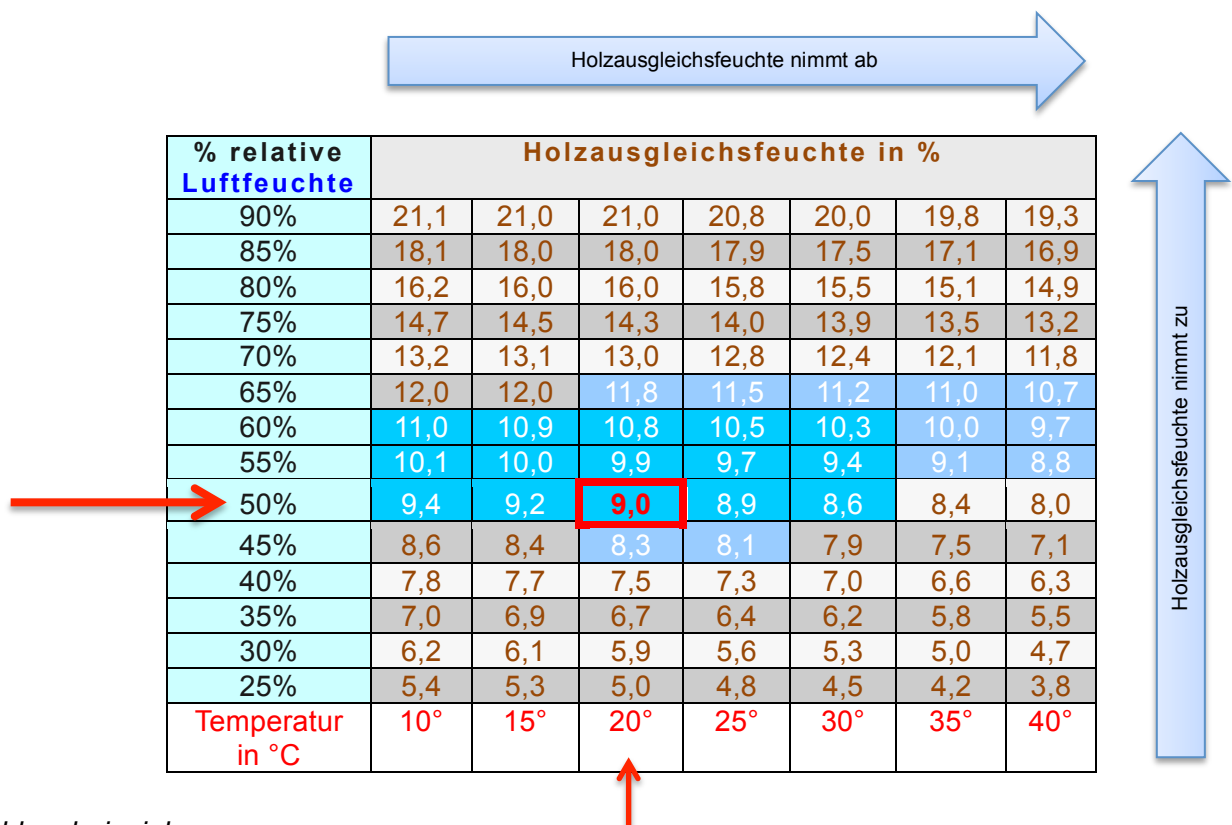 Holzausgleichsfeuchte nimmt ab
% relative Luftfeuchte Holzausgleichsfeuchte in %
90% 21,1 21,0 21,0 20,8 20,0 19,8 19,3
85% 18,1 18,0 18,0 17,9 17,5 17,1 16,9
80% 16,2 16,0 16,0 15,8 15,5 15,1 14,9
75% 14,7 14,5 14,3 14,0 13,9 13,5 13,2
70% 13,2 13,1 13,0 12,8 12,4 12,1 11,8
65% 12,0 12,0 11,8 11,5 11,2 11,0 10,7
60% 11,0 10,9 10,8 10,5 10,3 10,0 9,7
55% 10,1 10,0 9,9 9,7 9,4 9,1 8,8
50% 9,4 9,2 9,0 8,9 8,6 8,4 8,0
45% 8,6 8,4 8,3 8,1 7,9 7,5 7,1
40% 7,8 7,7 7,5 7,3 7,0 6,6 6,3
35% 7,0 6,9 6,7 6,4 6,2 5,8 5,5
30% 6,2 6,1 5,9 5,6 5,3 5,0 4,7
25% 5,4 5,3 5,0 4,8 4,5 4,2 3,8
Temperatur in °C 10° 15° 20° 25° 30° 35° 40°
Holzausgleichsfeuchte nimmt zu